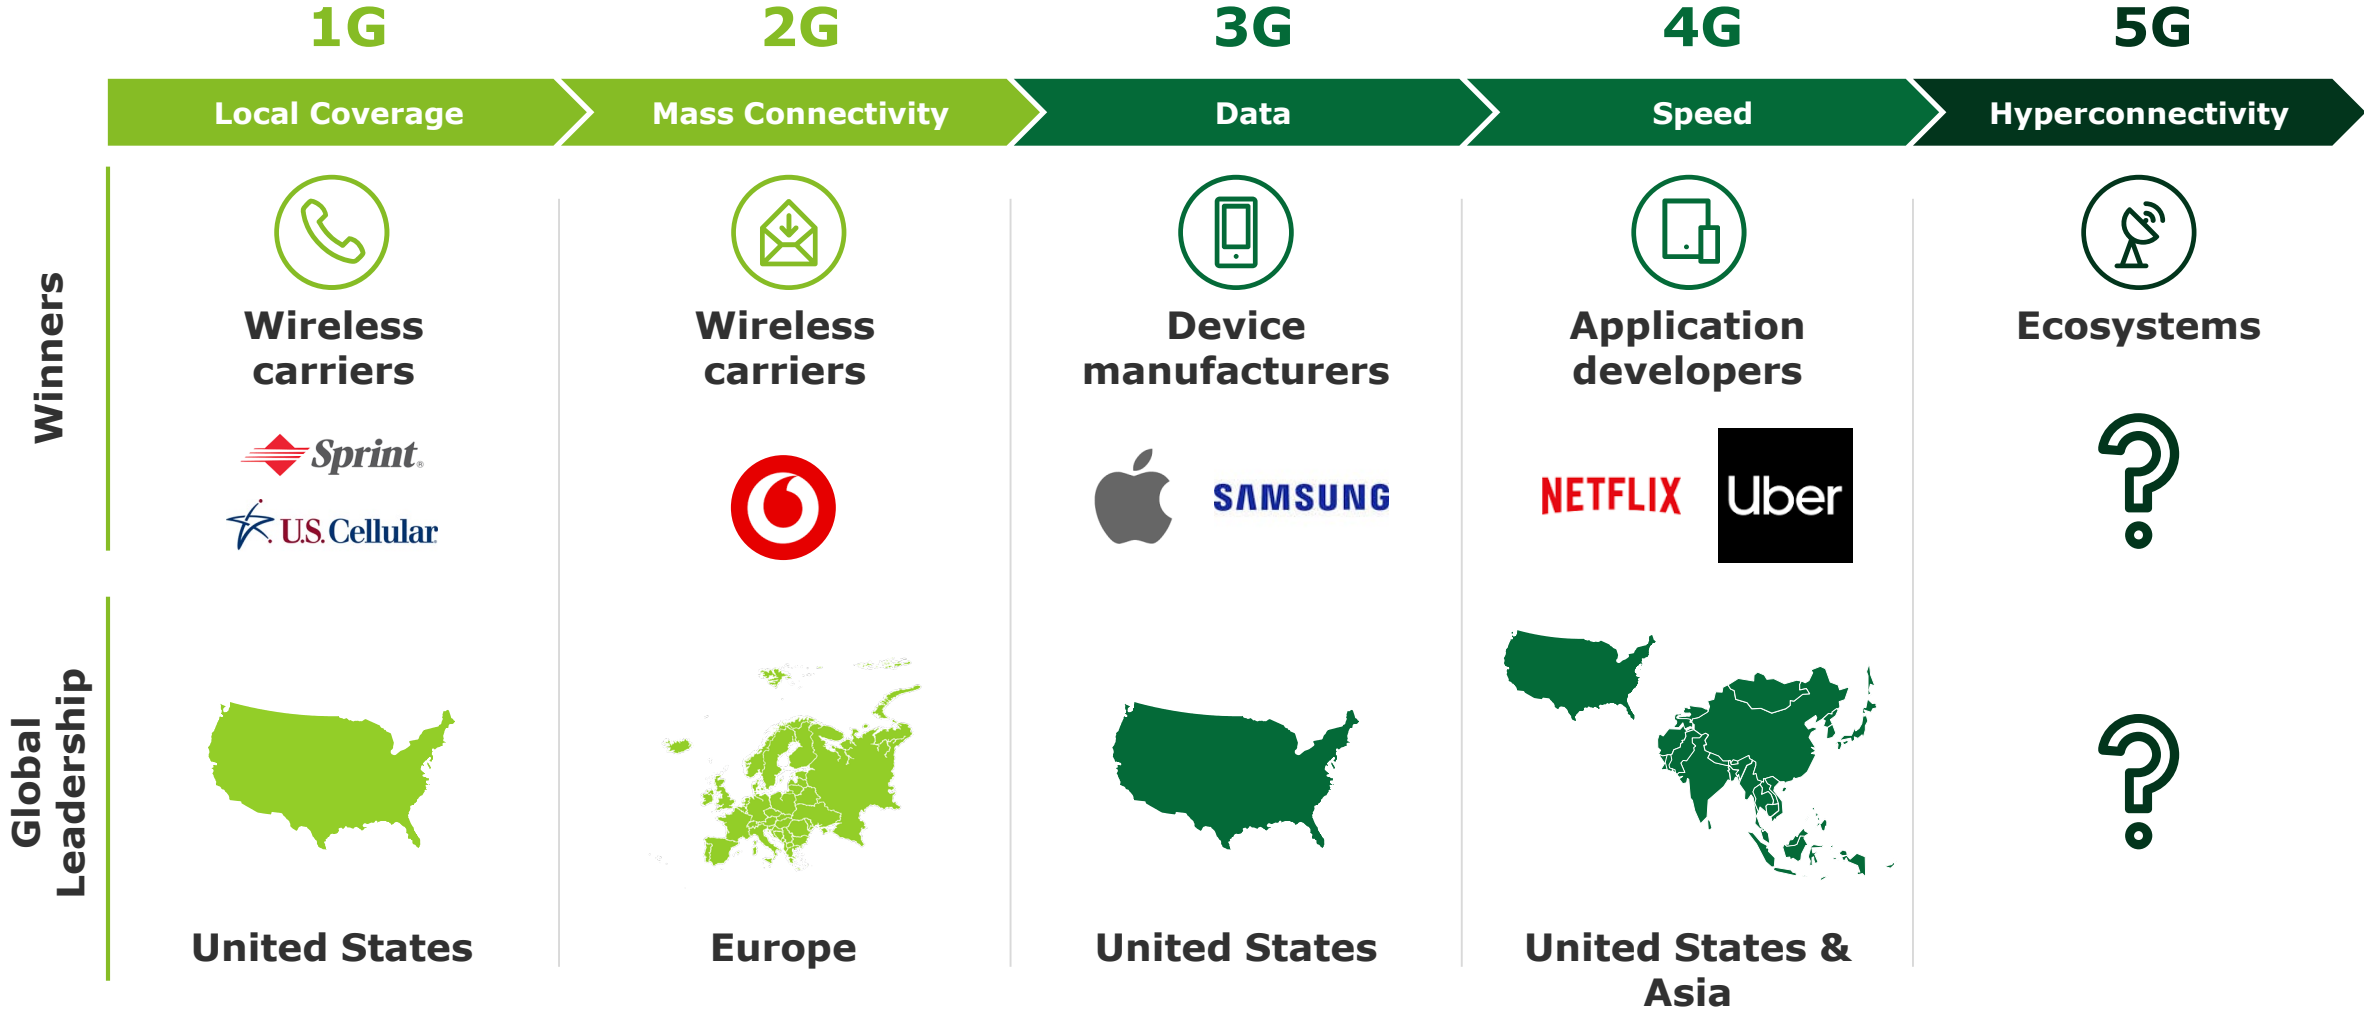 1G
2G
3G
4G
5G
Local Coverage
Mass Connectivity
Data
Speed
Hyperconnectivity
Winners
Wireless
carriers
Wireless
carriers
Device
manufacturers
Application
developers
Ecosystems
Sprint®
U.S. Cellular
SAMSUNG
NETFLIX
Uber
?
Global
Leadership
?
United States
Europe
United States
United States &
Asia